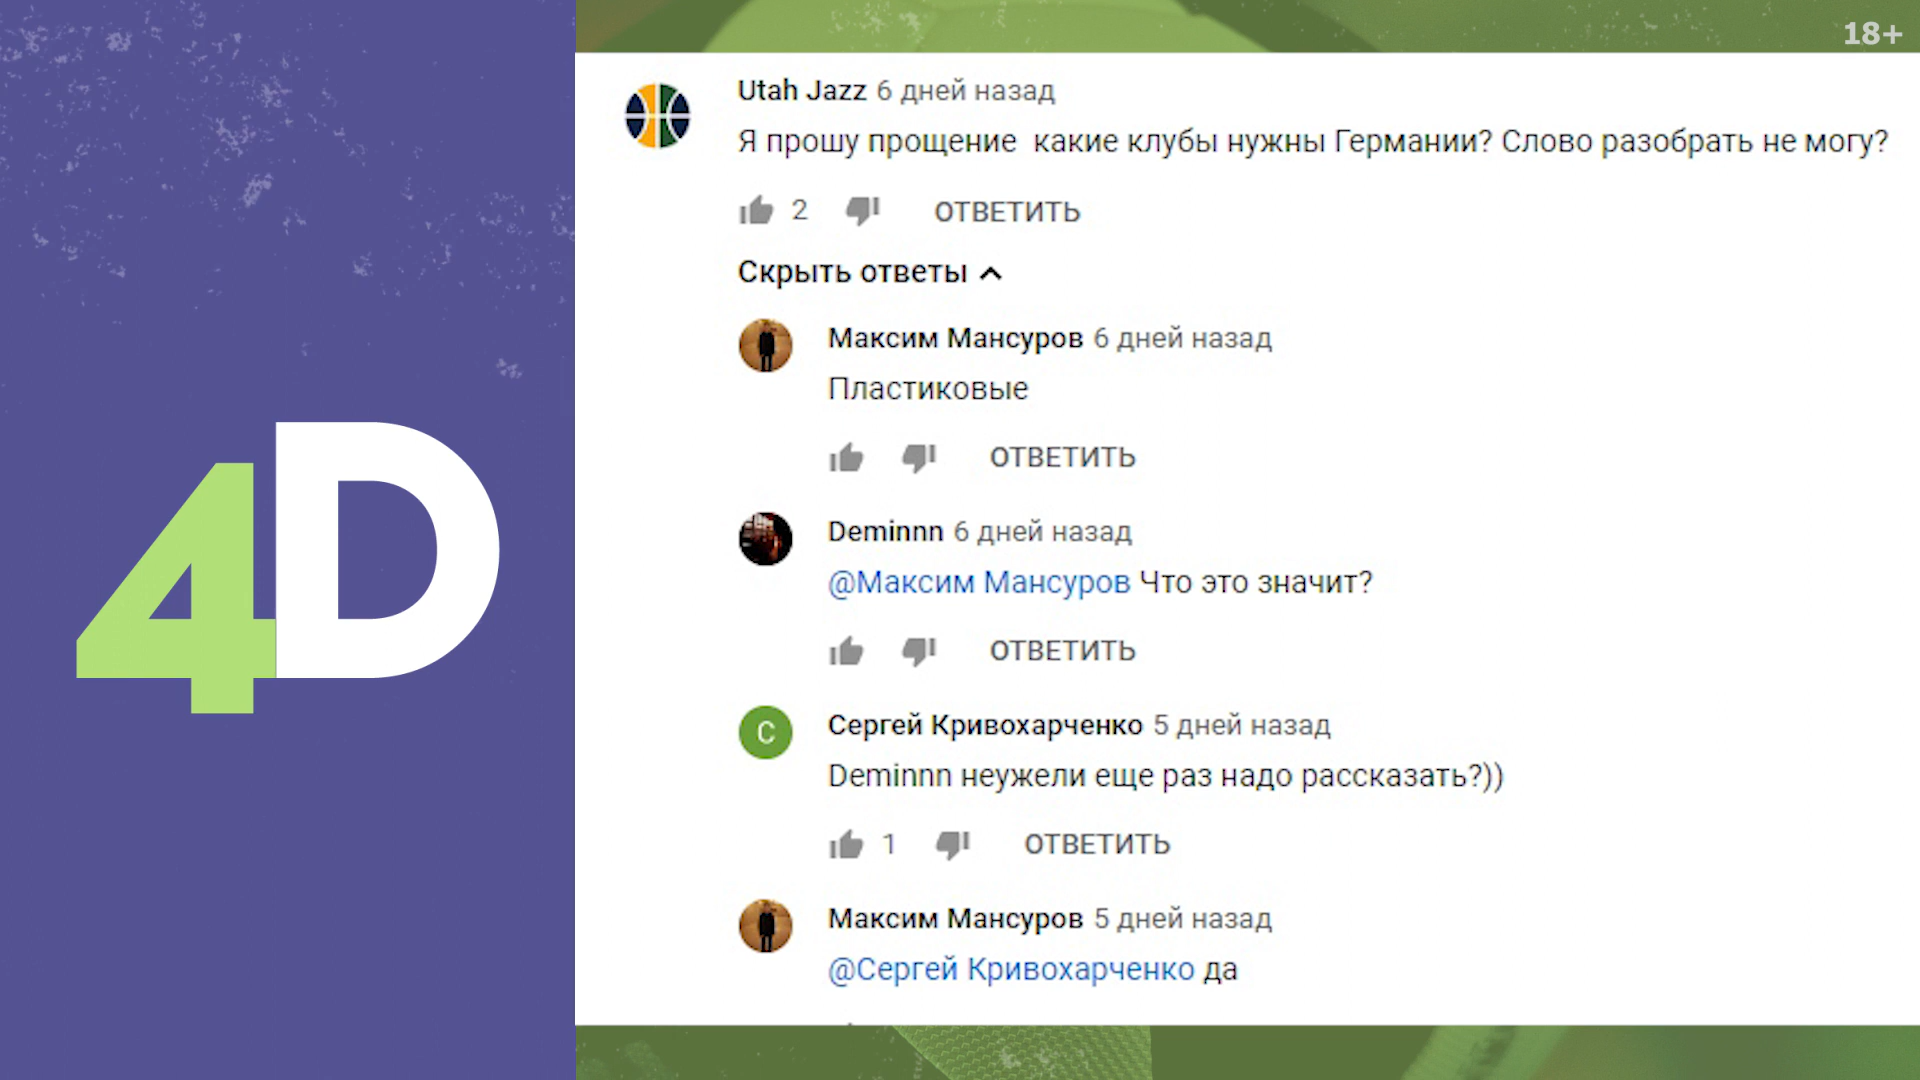 18+
4D
Utah Jazz 6 дней назад
Я прошу прощение какие клубы нужны Германии? Слово разобрать не могу?
2 ОТВЕТИТЬ
Скрыть ответы
Максим Мансуров 6 дней назад
Пластиковые
ОТВЕТИТЬ
Deminnn 6 дней назад
@Максим Мансуров Что это значит?
ОТВЕТИТЬ
С
Сергей Кривохарченко 5 дней назад
Deminnn неужели еще раз надо рассказать?))
1 ОТВЕТИТЬ
Максим Мансуров 5 дней назад
@Сергей Кривохарченко да